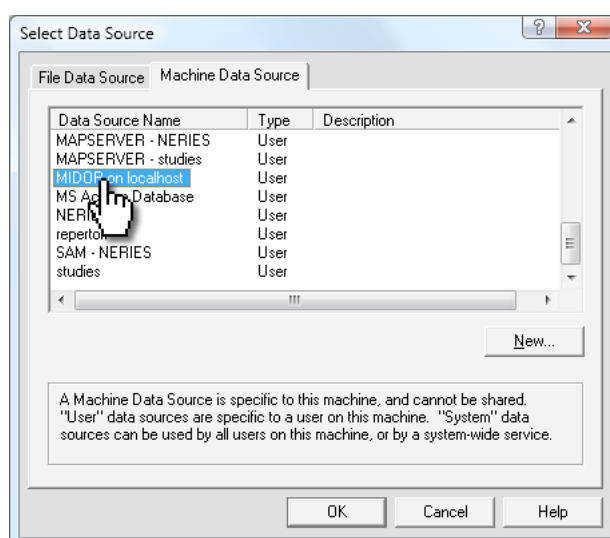 Select Data Source
File Data Source Machine Data Source
Data Source Name Type Description
MAPSERVER - NERIES User
MAPSERVER - studies User
MIDOR on localhost User
MS Database User
User
User
SAM - NERIES User
studies User
New...
A Machine Data Source is specific to this machine, and cannot be shared.
"User" data sources are specific to a user on this machine. "System" data
sources can be used by all users on this machine, or by a system-wide service.
OK Cancel Help